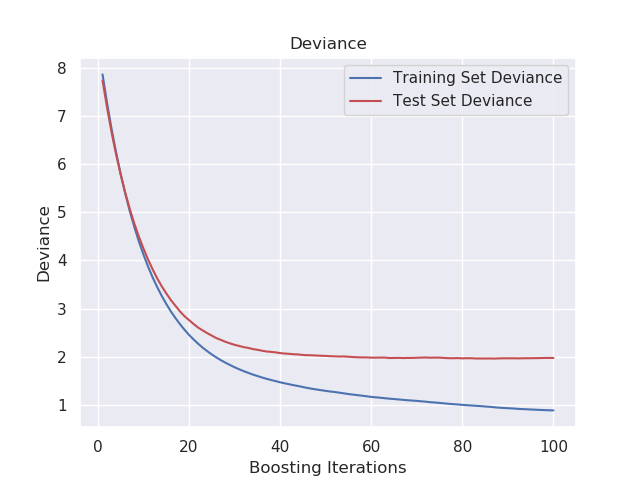 Deviance
8
7
6
5
4
3
2
1
Deviance
Training Set Deviance
Test Set Deviance
0 20 40 60 80 100
Boosting Iterations